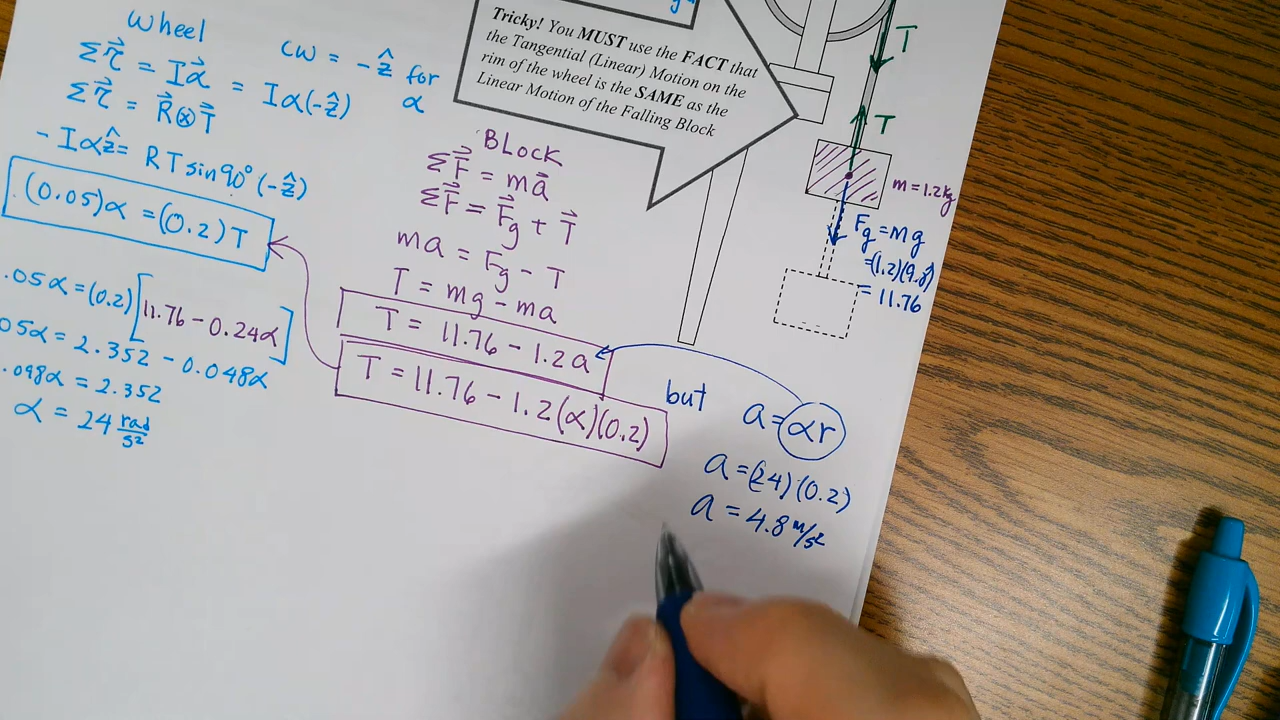 Wheel
Στ⃗ = Iα⃗ = Iα(-ẑ)
CW = -ẑ for α
Στ⃗ = R⃗⊗T⃗
- Iαẑ = RT sin90° (-ẑ)
(0.05)α = (0.2)T
.05α = (0.2)[11.76 - 0.24α]
05α = 2.352 - 0.048α
.098α = 2.352
α = 24 rad/s²
Tricky! You MUST use the FACT that
the Tangential (Linear) Motion on the
rim of the wheel is the SAME as the
Linear Motion of the Falling Block
BLock
ΣF⃗ = ma⃗
ΣF⃗ = F⃗g + T⃗
ma = Fg - T
T = mg - ma
T = 11.76 - 1.2a
T = 11.76 - 1.2(α)(0.2)
but a = αr
a = (24)(0.2)
a = 4.8 m/s²
T
T
m = 1.2kg
Fg = mg
= (1.2)(9.8)
= 11.76